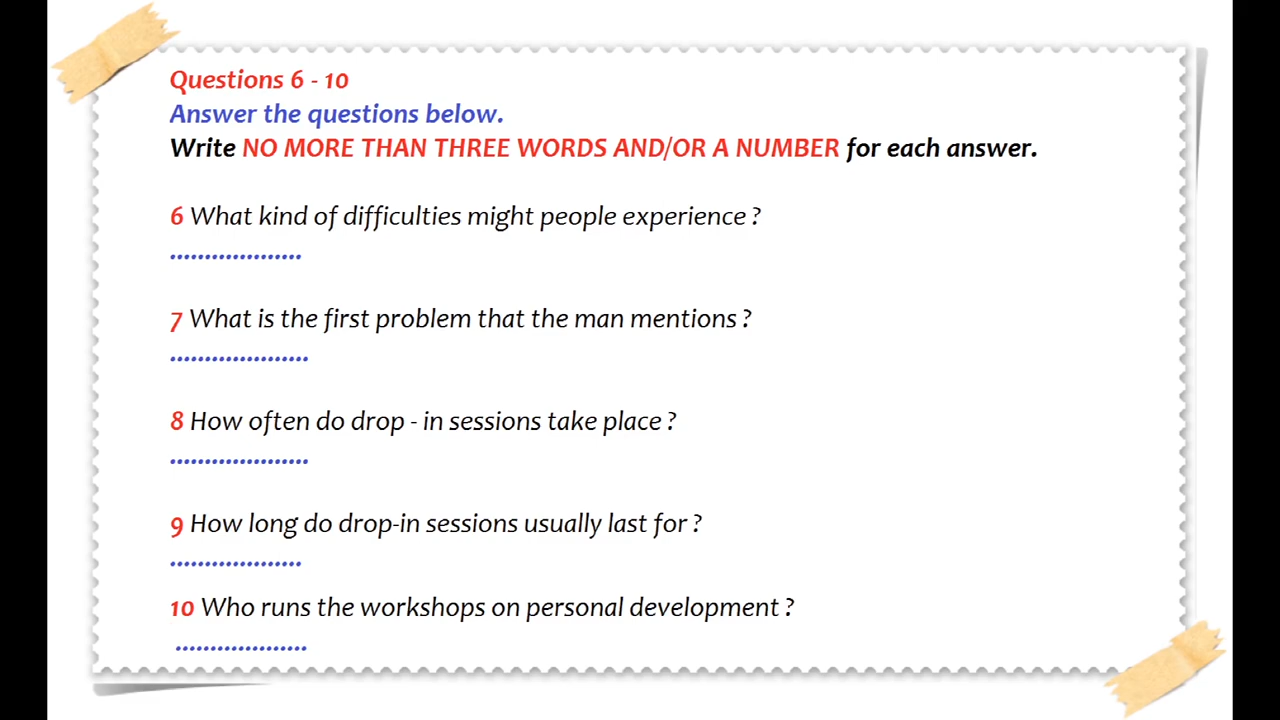 Questions 6 - 10
Answer the questions below.
Write NO MORE THAN THREE WORDS AND/OR A NUMBER for each answer.
6 What kind of difficulties might people experience ?
...................
7 What is the first problem that the man mentions ?
....................
8 How often do drop - in sessions take place ?
....................
9 How long do drop-in sessions usually last for ?
...................
10 Who runs the workshops on personal development ?
...................